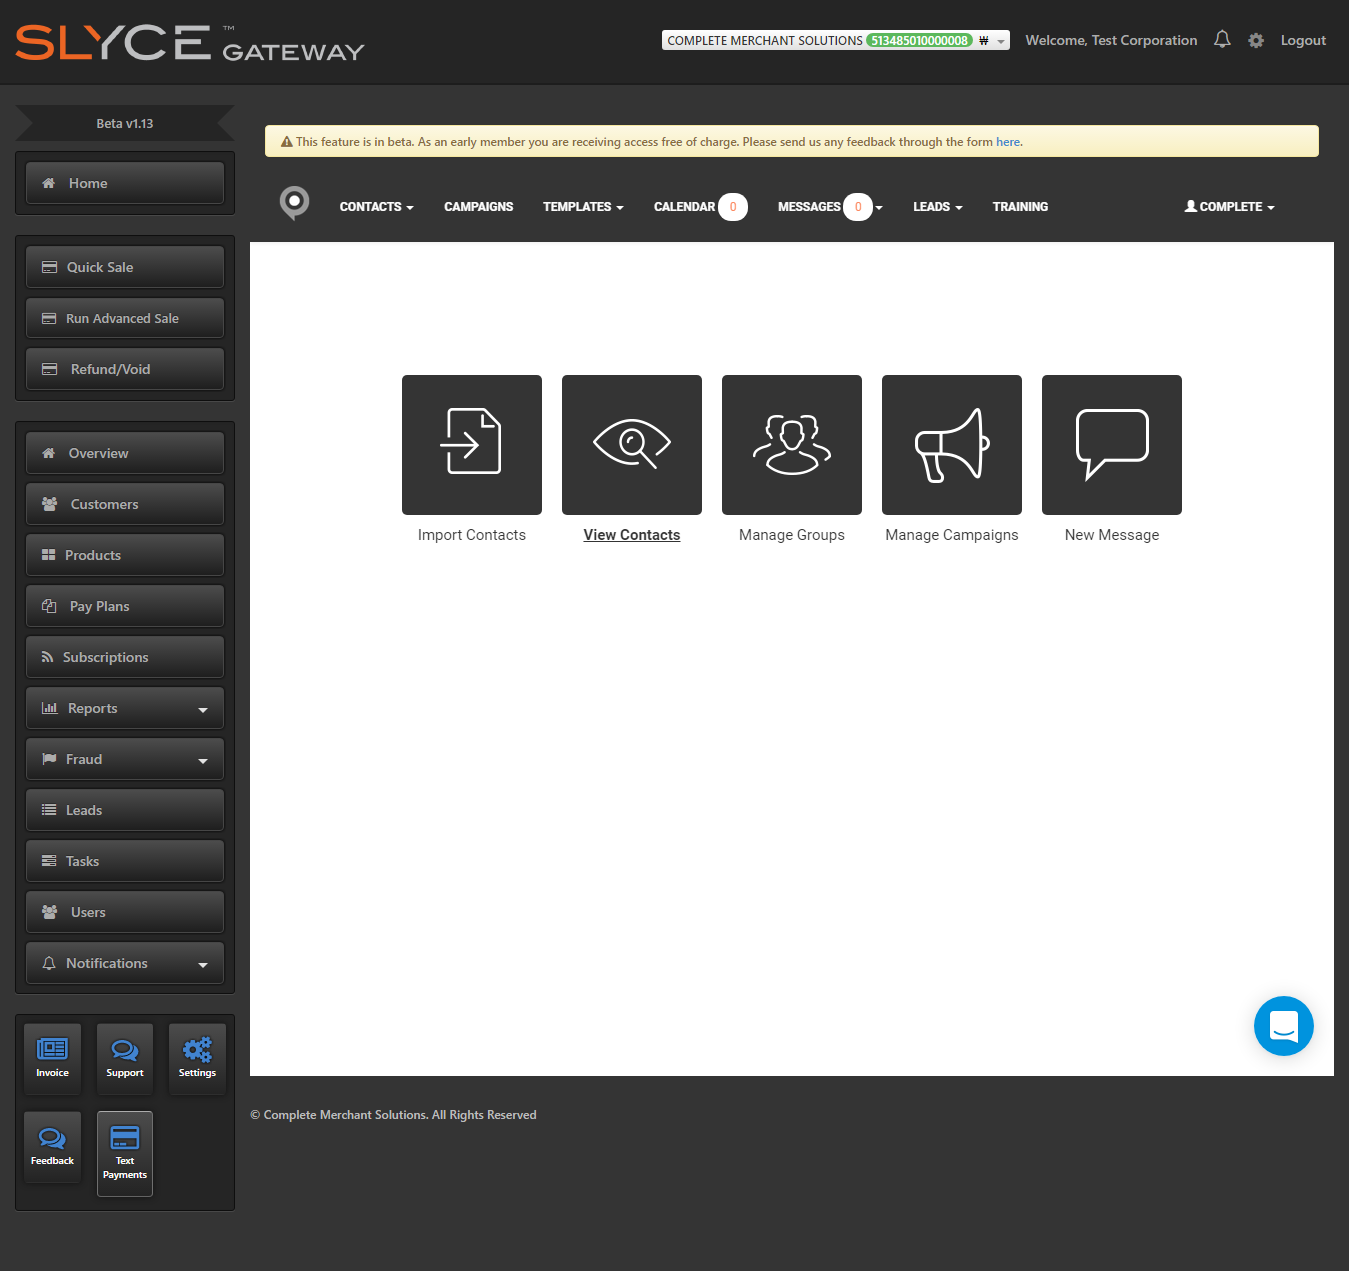 SLYCE™ GATEWAY
COMPLETE MERCHANT SOLUTIONS 513485010000008 ₩
Welcome, Test Corporation
Logout
Beta v1.13
Home
Quick Sale
Run Advanced Sale
Refund/Void
Overview
Customers
Products
Pay Plans
Subscriptions
Reports
Fraud
Leads
Tasks
Users
Notifications
Invoice
Support
Settings
Feedback
Text
Payments
This feature is in beta. As an early member you are receiving access free of charge. Please send us any feedback through the form here.
CONTACTS CAMPAIGNS TEMPLATES CALENDAR 0 MESSAGES 0 LEADS TRAINING COMPLETE
Import Contacts
View Contacts
Manage Groups
Manage Campaigns
New Message
© Complete Merchant Solutions. All Rights Reserved